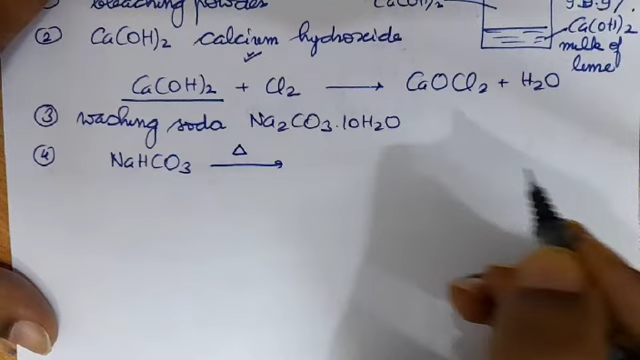 bleaching powder
Ca(OH)2
② Ca(OH)2 calcium hydroxide
Ca(OH)2
milk of
lime
Ca(OH)2 + Cl2 → CaOCl2 + H2O
③ washing soda Na2CO3.10H2O
④ NaHCO3 Δ→